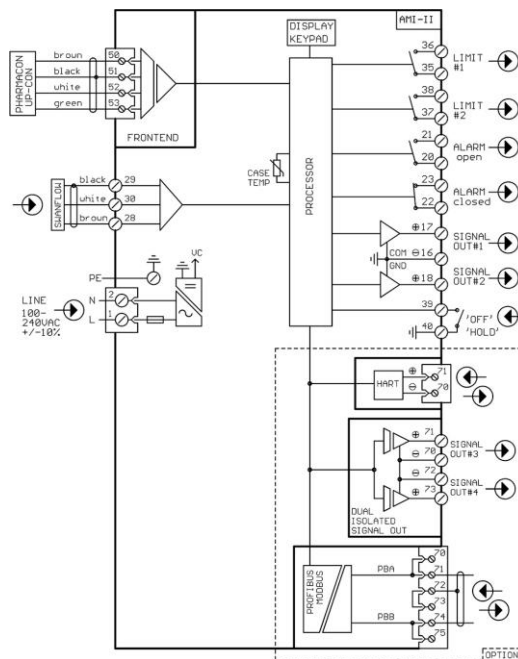 AMI-II
DISPLAY
KEYPAD
PHARMACON
UP-CON
brown
black
white
green
50
51
52
53
FRONTEND
SWANFLOW
black
white
brown
29
30
28
CASE
TEMP
PROCESSOR
PE
VC
LINE
100-
240VAC
+/-10%
N
L
2
1
36
35
LIMIT
#1
38
37
LIMIT
#2
21
20
ALARM
open
23
22
ALARM
closed
⊕17
SIGNAL
OUT#1
COM ⊖16
GND
⊕18
SIGNAL
OUT#2
39
40
'OFF'
'HOLD'
HART
⊕ 71
⊖ 70
⊕ 71
⊖ 70
SIGNAL
OUT#3
⊖ 72
⊕ 73
SIGNAL
OUT#4
DUAL
ISOLATED
SIGNAL OUT
PROFIBUS
MODBUS
PBA
PBB
70
71
72
73
74
75
OPTION